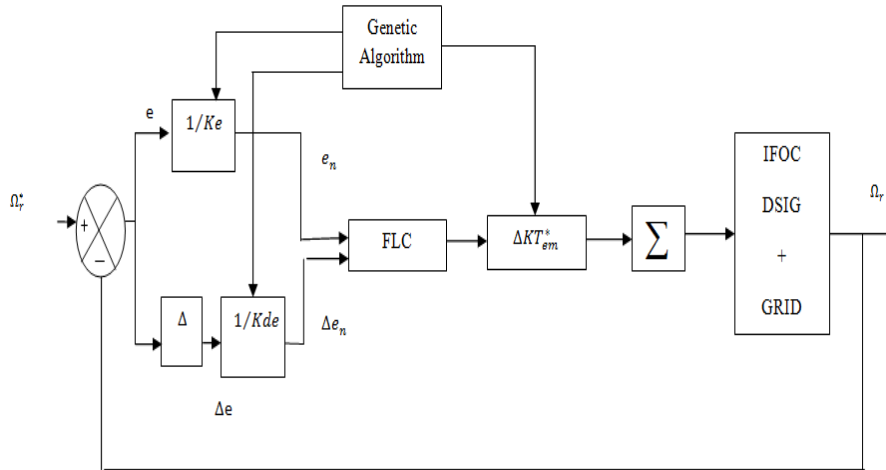 Genetic
Algorithm
e
1/Ke
e_n
Ω_r^*
+
−
FLC
ΔKT_em^*
∑
IFOC
DSIG
+
GRID
Ω_r
Δ
1/Kde
Δe_n
Δe